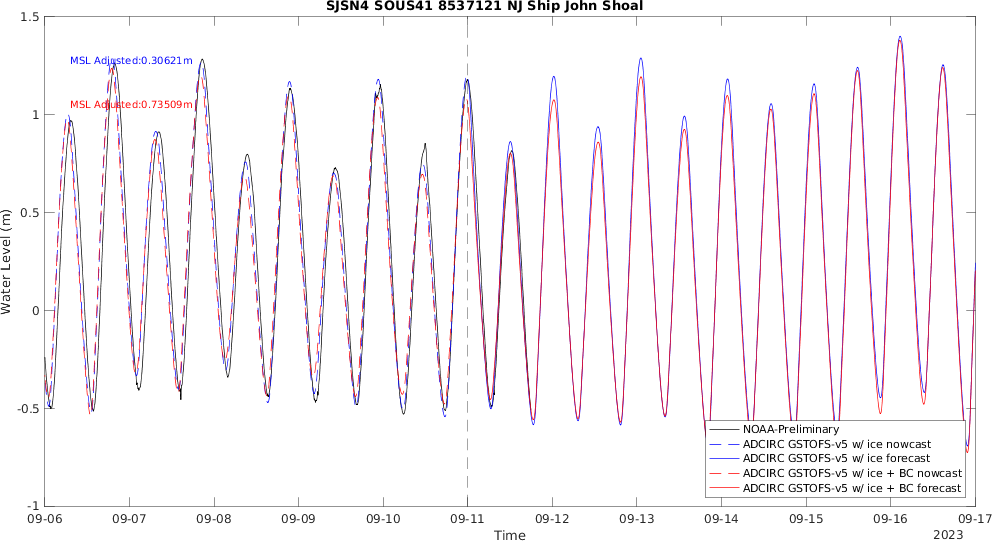 SJSN4 SOUS41 8537121 NJ Ship John Shoal
1.5
MSL Adjusted:0.30621m
MSL Adjusted:0.73509m
1
0.5
0
-0.5
-1
Water Level (m)
NOAA-Preliminary
ADCIRC GSTOFS-v5 w/ ice nowcast
ADCIRC GSTOFS-v5 w/ ice forecast
ADCIRC GSTOFS-v5 w/ ice + BC nowcast
ADCIRC GSTOFS-v5 w/ ice + BC forecast
09-06 09-07 09-08 09-09 09-10 09-11 09-12 09-13 09-14 09-15 09-16 09-17
Time
2023